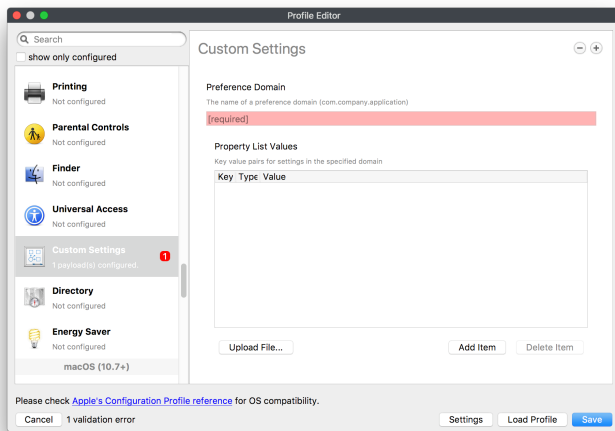 Profile Editor
Search
show only configured
Printing
Not configured
Parental Controls
Not configured
Finder
Not configured
Universal Access
Not configured
Custom Settings
1 payload(s) configured.
1
Directory
Not configured
Energy Saver
Not configured
macOS (10.7+)
Custom Settings
Preference Domain
The name of a preference domain (com.company.application)
[required]
Property List Values
Key value pairs for settings in the specified domain
Key Type Value
Upload File...
Add Item
Delete Item
Please check Apple's Configuration Profile reference for OS compatibility.
Cancel
1 validation error
Settings
Load Profile
Save